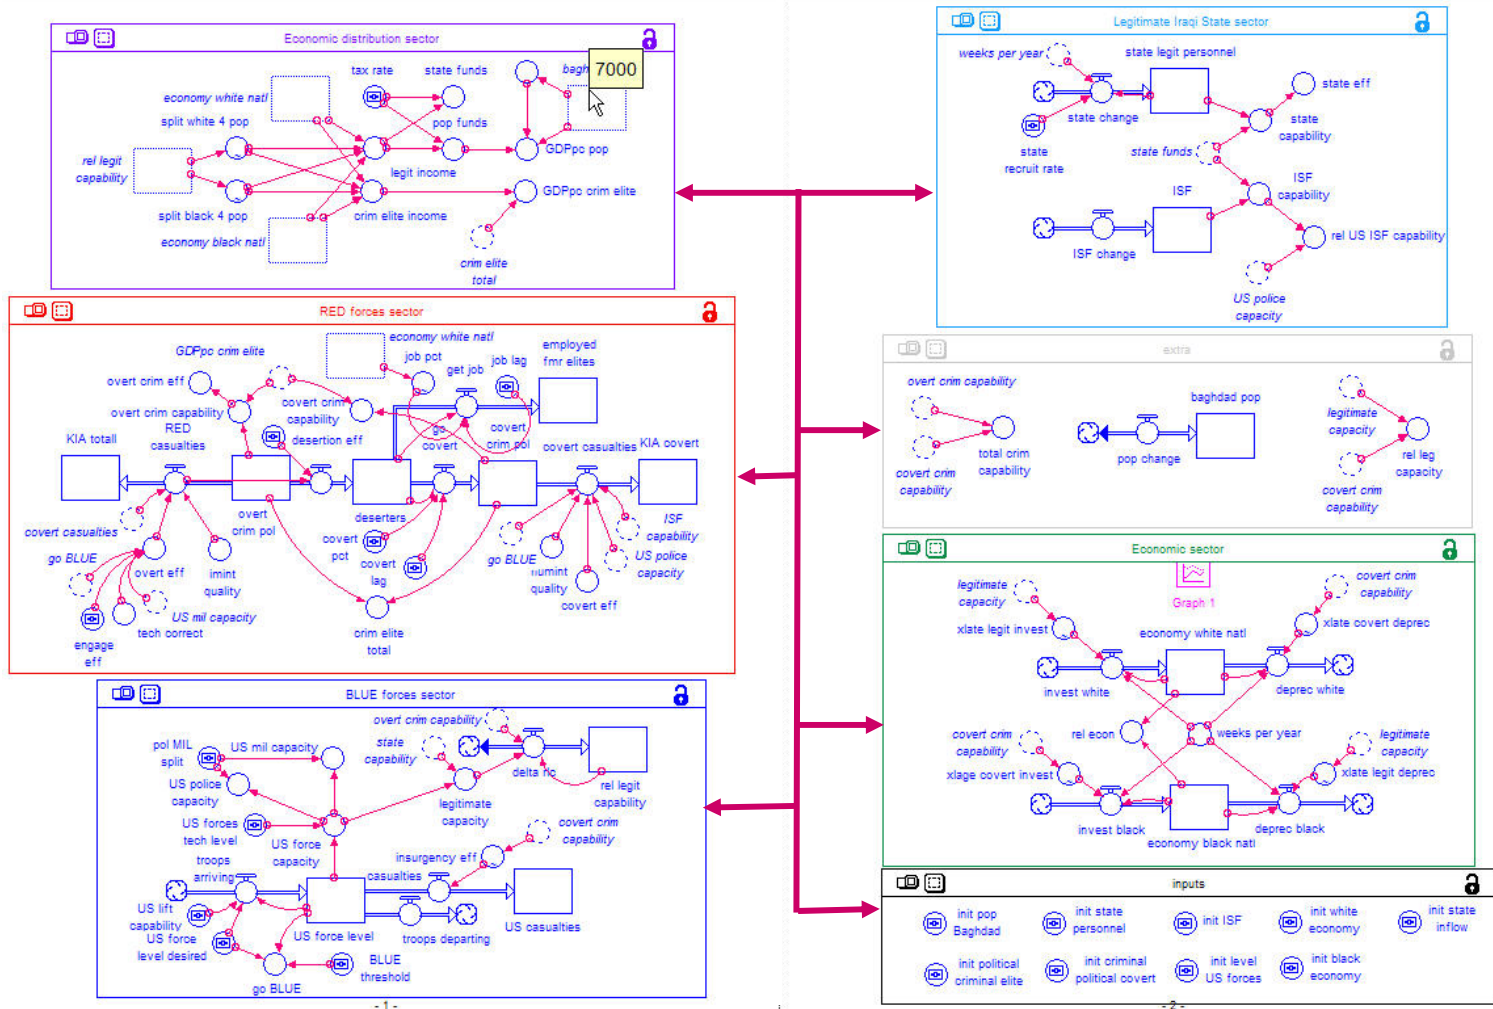 Economic distribution sector
tax rate
state funds
bagh
7000
economy white natl
split white 4 pop
pop funds
rel legit
capability
GDPpc pop
legit income
GDPpc crim elite
split black 4 pop
crim elite income
economy black natl
crim elite
total
RED forces sector
economy white natl
GDPpc crim elite
job pct
get job
job lag
employed
fmr elites
overt crim eff
covert crim
capability
overt crim capability
RED
casualties
desertion eff
go
covert
covert
crim pol
KIA totall
covert casualties
KIA covert
overt
crim pol
deserters
ISF
capability
covert casualties
covert
pct
covert
lag
go BLUE
US police
capacity
go BLUE
overt eff
imint
quality
quality
covert eff
US mil capacity
tech correct
engage
eff
crim elite
total
BLUE forces sector
overt crim capability
pol MIL
split
US mil capacity
state
capability
delta rlc
US police
capacity
rel legit
capability
legitimate
capacity
US forces
tech level
US force
capacity
covert crim
capability
troops
arriving
insurgency eff
casualties
US lift
capability
US force
level desired
US force level
troops departing
US casualties
BLUE
threshold
go BLUE
- 1 -
Legitimate Iraqi State sector
weeks per year
state legit personnel
state eff
state change
state
capability
state
recruit rate
state funds
ISF
ISF
capability
rel US ISF capability
ISF change
US police
capacity
extra
overt crim capability
baghdad pop
legitimate
capacity
total crim
capability
pop change
rel leg
capacity
covert crim
capability
covert crim
capability
Economic sector
legitimate
capacity
Graph 1
covert crim
capability
xlate legit invest
economy white natl
xlate covert deprec
invest white
deprec white
covert crim
capability
rel econ
weeks per year
legitimate
capacity
xlage covert invest
xlate legit deprec
invest black
deprec black
economy black natl
inputs
init pop
Baghdad
init state
personnel
init ISF
init white
economy
init state
inflow
init political
criminal elite
init criminal
political covert
init level
US forces
init black
economy
- 2 -